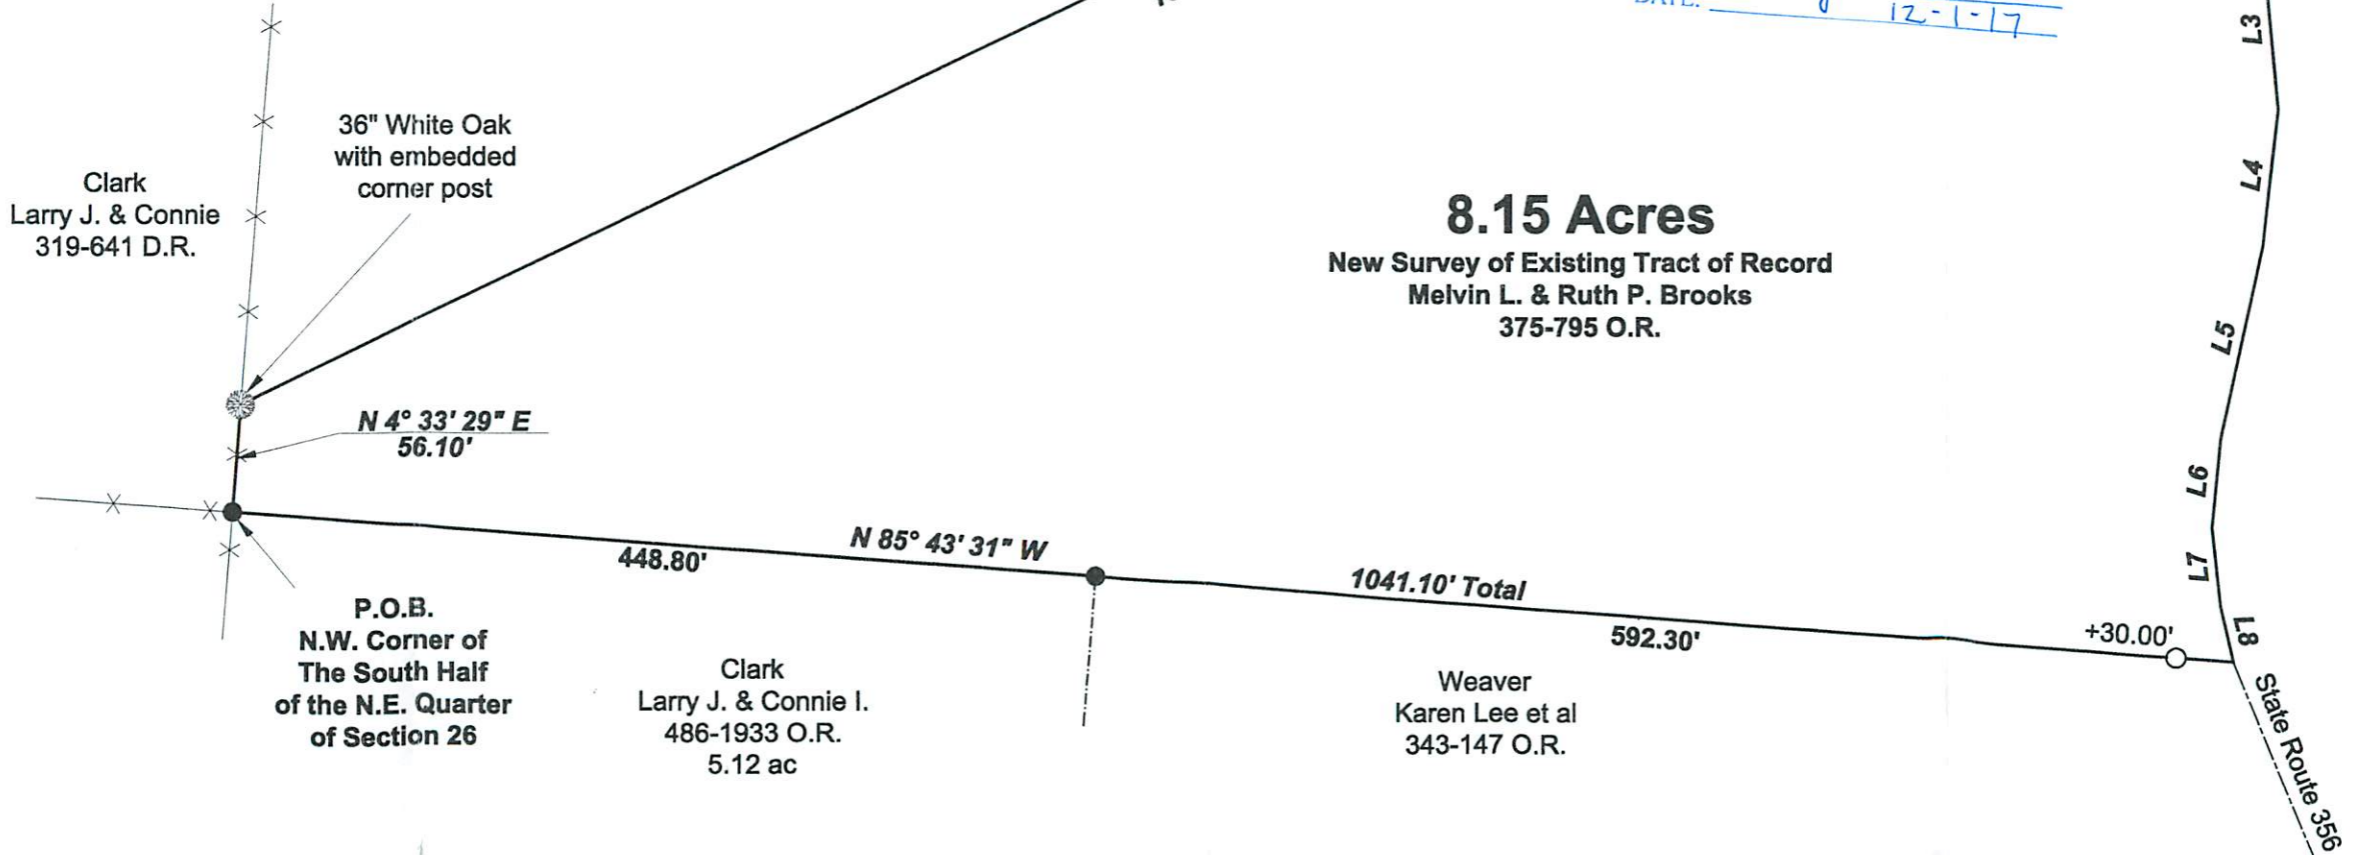 DATE: 12-1-17
L3
36" White Oak
with embedded
corner post
Clark
Larry J. & Connie
319-641 D.R.
L4
8.15 Acres
New Survey of Existing Tract of Record
Melvin L. & Ruth P. Brooks
375-795 O.R.
L5
N 4° 33' 29" E
56.10'
L6
N 85° 43' 31" W
448.80'
L7
1041.10' Total
592.30'
+30.00'
L8
P.O.B.
N.W. Corner of
The South Half
of the N.E. Quarter
of Section 26
Clark
Larry J. & Connie I.
486-1933 O.R.
5.12 ac
Weaver
Karen Lee et al
343-147 O.R.
State Route 356